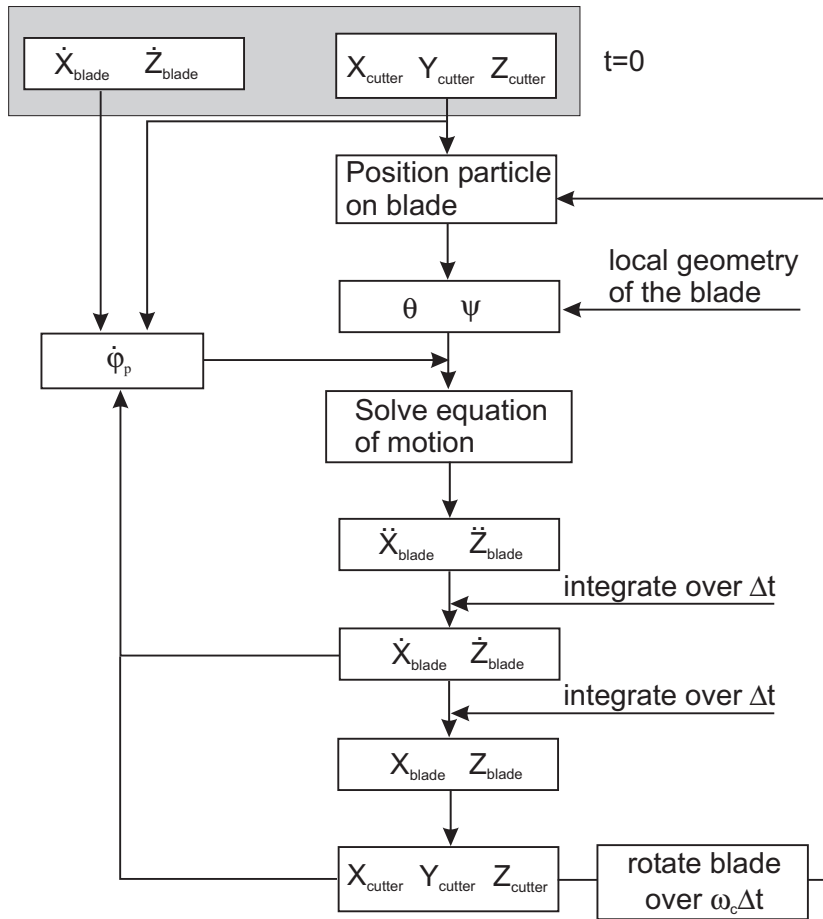 Ẋblade Żblade
Xcutter Ycutter Zcutter
t=0
Position particle
on blade
local geometry
of the blade
θ ψ
φ̇p
Solve equation
of motion
Ẍblade Z̈blade
integrate over Δt
Ẋblade Żblade
integrate over Δt
Xblade Zblade
Xcutter Ycutter Zcutter
rotate blade
over ωcΔt